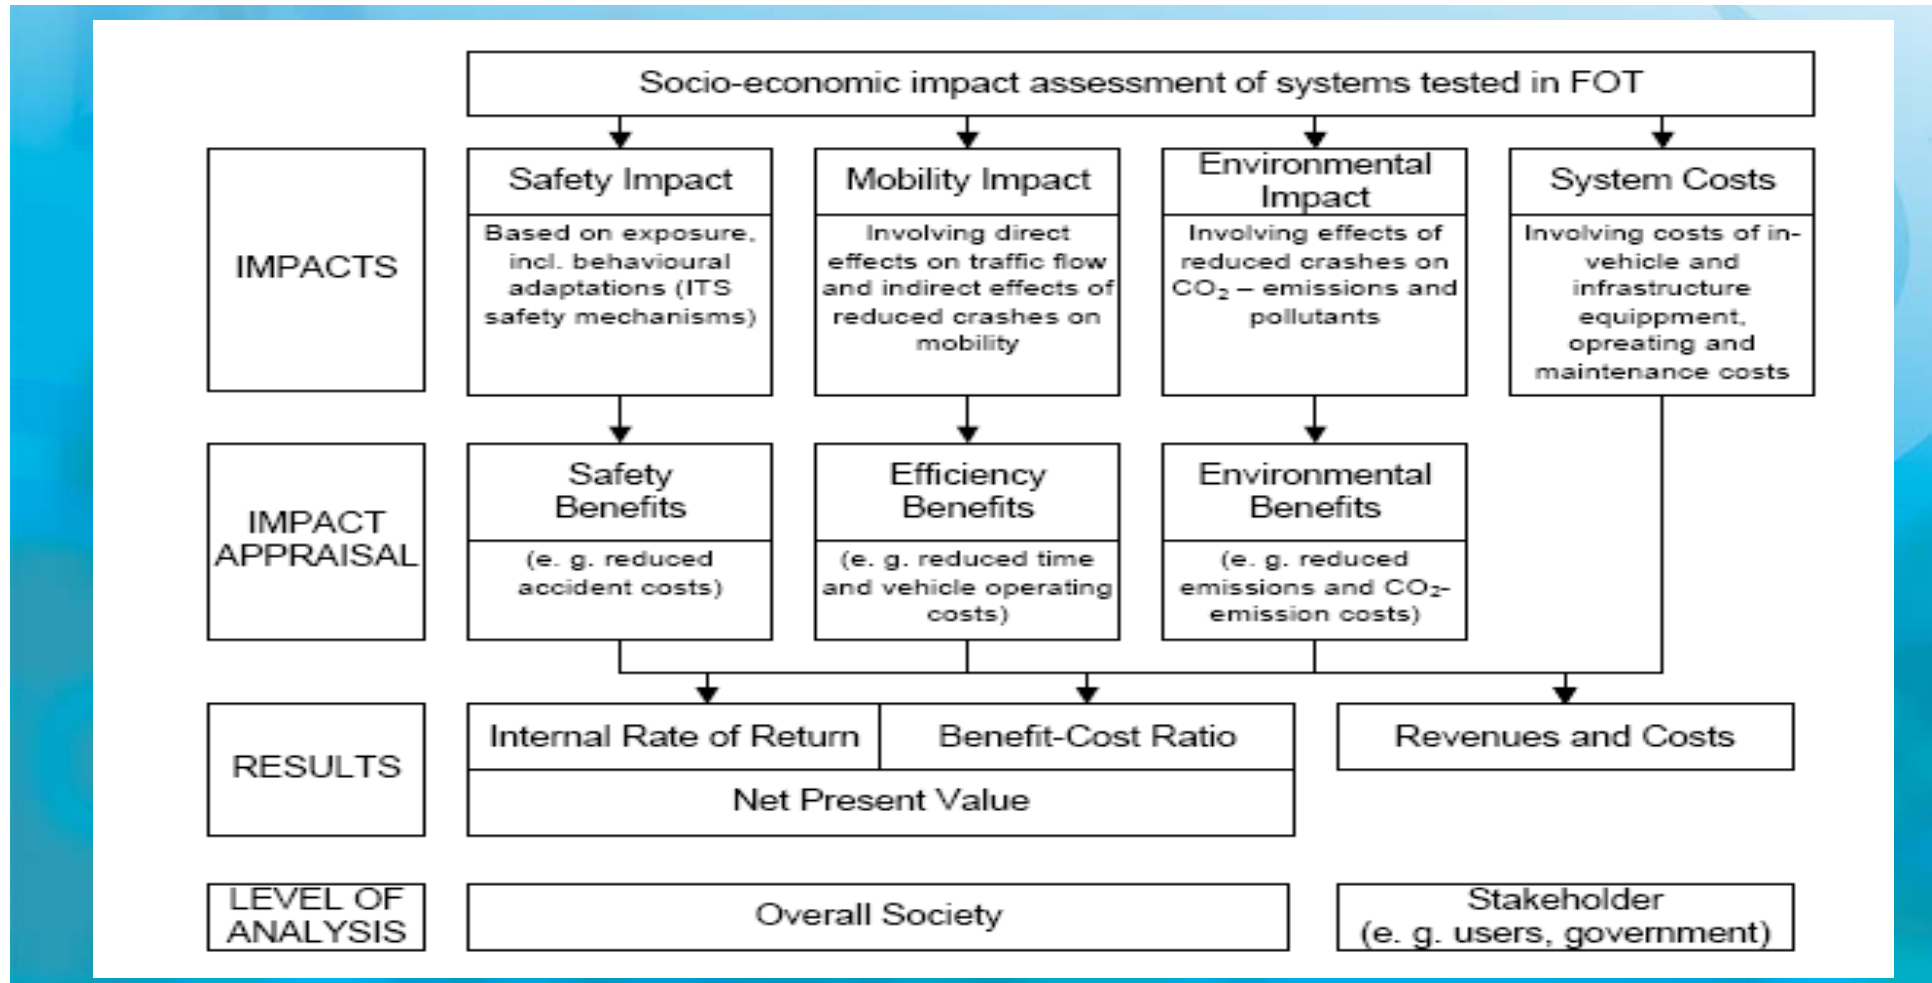 Socio-economic impact assessment of systems tested in FOT
IMPACTS
Safety Impact
Based on exposure,
incl. behavioural
adaptations (ITS
safety mechanisms)
Mobility Impact
Involving direct
effects on traffic flow
and indirect effects of
reduced crashes on
mobility
Environmental
Impact
Involving effects of
reduced crashes on
CO₂ – emissions and
pollutants
System Costs
Involving costs of in-
vehicle and
infrastructure
equippment,
opreating and
maintenance costs
IMPACT
APPRAISAL
Safety
Benefits
(e. g. reduced
accident costs)
Efficiency
Benefits
(e. g. reduced time
and vehicle operating
costs)
Environmental
Benefits
(e. g. reduced
emissions and CO₂-
emission costs)
RESULTS
Internal Rate of Return
Benefit-Cost Ratio
Net Present Value
Revenues and Costs
LEVEL OF
ANALYSIS
Overall Society
Stakeholder
(e. g. users, government)